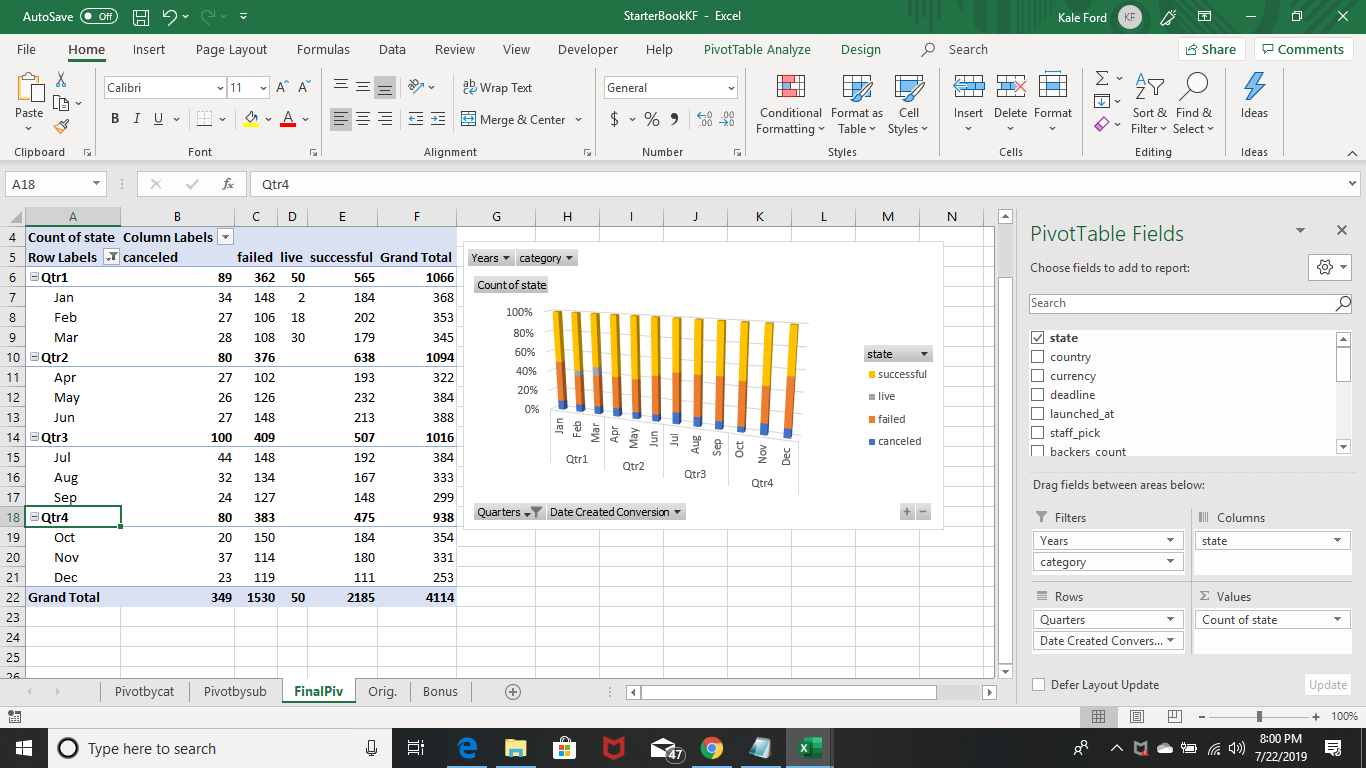 AutoSave Off StarterBookKF - Excel Kale Ford KF
File Home Insert Page Layout Formulas Data Review View Developer Help PivotTable Analyze Design Search Share Comments
Calibri 11 Wrap Text General
Paste B I U Merge & Center $ % Conditional Formatting Format as Table Cell Styles Insert Delete Format Sort & Filter Find & Select Ideas
Clipboard Font Alignment Number Styles Cells Editing Ideas
A18 fx Qtr4
A B C D E F G H I J K L M N
4 Count of state Column Labels
5 Row Labels canceled failed live successful Grand Total
6 Qtr1 89 362 50 565 1066
7 Jan 34 148 2 184 368
8 Feb 27 106 18 202 353
9 Mar 28 108 30 179 345
10 Qtr2 80 376 638 1094
11 Apr 27 102 193 322
12 May 26 126 232 384
13 Jun 27 148 213 388
14 Qtr3 100 409 507 1016
15 Jul 44 148 192 384
16 Aug 32 134 167 333
17 Sep 24 127 148 299
18 Qtr4 80 383 475 938
19 Oct 20 150 184 354
20 Nov 37 114 180 331
21 Dec 23 119 111 253
22 Grand Total 349 1530 50 2185 4114
23
24
25
26
Years category
Count of state
100%
80%
60%
40%
20%
0%
Jan Feb Mar Apr May Jun Jul Aug Sep Oct Nov Dec
Qtr1 Qtr2 Qtr3 Qtr4
state
successful
live
failed
canceled
Quarters Date Created Conversion + -
PivotTable Fields
Choose fields to add to report:
Search
state
country
currency
deadline
launched_at
staff_pick
backers_count
Drag fields between areas below:
Filters Columns
Years state
category
Rows Values
Quarters Count of state
Date Created Convers...
Defer Layout Update Update
Pivotbycat Pivotbysub FinalPiv Orig. Bonus
100%
Type here to search 47 8:00 PM
7/22/2019